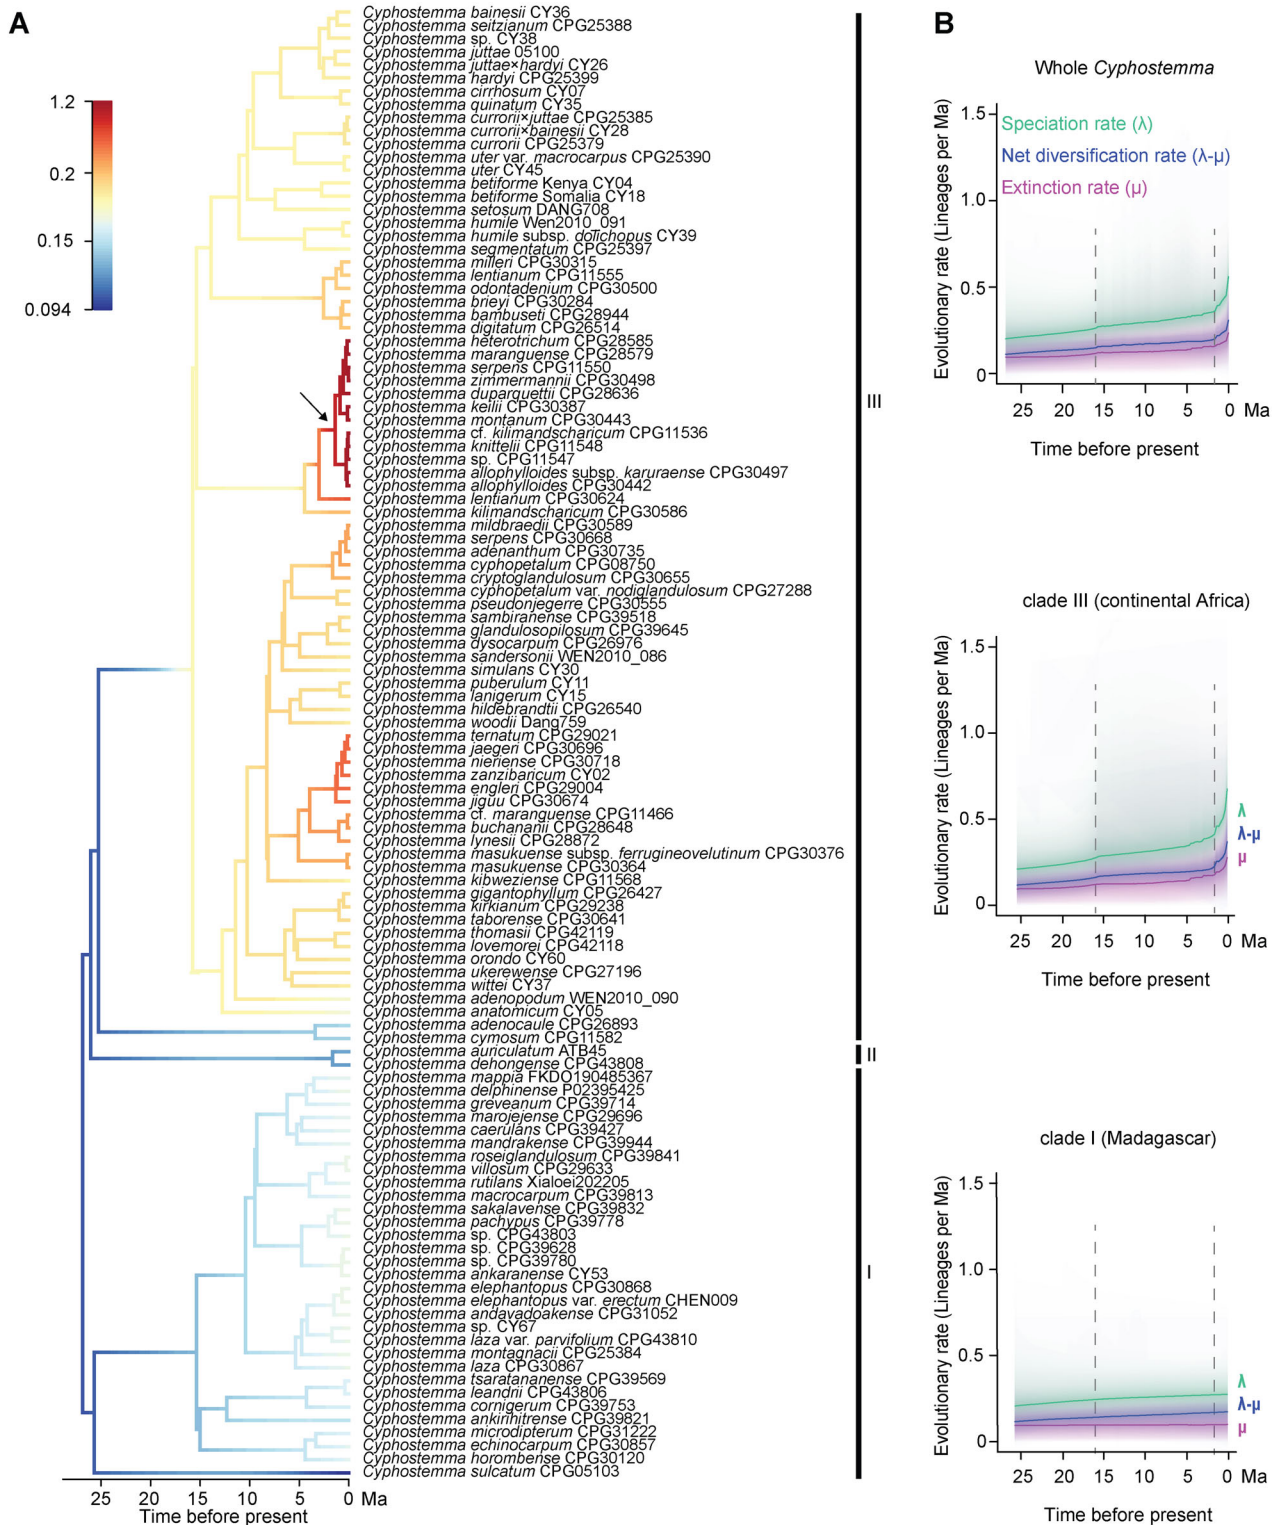 A
1.2
0.2
0.15
0.094
Cyphostemma bainesii CY36
Cyphostemma seitzianum CPG25388
Cyphostemma sp. CY38
Cyphostemma juttae 05100
Cyphostemma juttae×hardyi CY26
Cyphostemma hardyi CPG25399
Cyphostemma cirrhosum CY07
Cyphostemma quinatum CY35
Cyphostemma currorii×juttae CPG25385
Cyphostemma currorii×bainesii CY28
Cyphostemma currorii CPG25379
Cyphostemma uter var. macrocarpus CPG25390
Cyphostemma uter CY45
Cyphostemma betiforme Kenya CY04
Cyphostemma betiforme Somalia CY18
Cyphostemma setosum DANG708
Cyphostemma humile Wen2010_091
Cyphostemma humile subsp. dolichopus CY39
Cyphostemma segmentatum CPG25397
Cyphostemma milleri CPG30315
Cyphostemma lentianum CPG11555
Cyphostemma odontadenium CPG30500
Cyphostemma brieyi CPG30284
Cyphostemma bambuseti CPG28944
Cyphostemma digitatum CPG26514
Cyphostemma heterotrichum CPG28585
Cyphostemma maranguense CPG28579
Cyphostemma serpens CPG11550
Cyphostemma zimmermannii CPG30498
Cyphostemma duparquettii CPG28636
Cyphostemma keilii CPG30387
Cyphostemma montanum CPG30443
Cyphostemma cf. kilimandscharicum CPG11536
Cyphostemma knittelii CPG11548
Cyphostemma sp. CPG11547
Cyphostemma allophylloides subsp. karuraense CPG30497
Cyphostemma allophylloides CPG30442
Cyphostemma lentianum CPG30624
Cyphostemma kilimandscharicum CPG30586
Cyphostemma mildbraedii CPG30589
Cyphostemma serpens CPG30668
Cyphostemma adenanthum CPG30735
Cyphostemma cyphopetalum CPG08750
Cyphostemma cryptoglandulosum CPG30655
Cyphostemma cyphopetalum var. nodiglandulosum CPG27288
Cyphostemma pseudonjegerre CPG30555
Cyphostemma sambiranense CPG39518
Cyphostemma glandulosopilosum CPG39645
Cyphostemma dysocarpum CPG26976
Cyphostemma sandersonii WEN2010_086
Cyphostemma simulans CY30
Cyphostemma puberulum CY11
Cyphostemma lanigerum CY15
Cyphostemma hildebrandtii CPG26540
Cyphostemma woodii Dang759
Cyphostemma ternatum CPG29021
Cyphostemma jaegeri CPG30696
Cyphostemma nieriense CPG30718
Cyphostemma zanzibaricum CY02
Cyphostemma engleri CPG29004
Cyphostemma jiguu CPG30674
Cyphostemma cf. maranguense CPG11466
Cyphostemma buchananii CPG28648
Cyphostemma lynesii CPG28872
Cyphostemma masukuense subsp. ferrugineovelutinum CPG30376
Cyphostemma masukuense CPG30364
Cyphostemma kibweziense CPG11568
Cyphostemma gigantophyllum CPG26427
Cyphostemma kirkianum CPG29238
Cyphostemma taborense CPG30641
Cyphostemma thomasii CPG42119
Cyphostemma lovemorei CPG42118
Cyphostemma orondo CY60
Cyphostemma ukerewense CPG27196
Cyphostemma wittei CY37
Cyphostemma adenopodum WEN2010_090
Cyphostemma anatomicum CY05
Cyphostemma adenocaule CPG26893
Cyphostemma cymosum CPG11582
Cyphostemma auriculatum ATB45
Cyphostemma dehongense CPG43808
Cyphostemma mappia FKDO190485367
Cyphostemma delphinense P02395425
Cyphostemma greveanum CPG39714
Cyphostemma marojejense CPG29696
Cyphostemma caerulans CPG39427
Cyphostemma mandrakense CPG39944
Cyphostemma roseiglandulosum CPG39841
Cyphostemma villosum CPG29633
Cyphostemma rutilans Xialoei202205
Cyphostemma macrocarpum CPG39813
Cyphostemma sakalavense CPG39832
Cyphostemma pachypus CPG39778
Cyphostemma sp. CPG43803
Cyphostemma sp. CPG39628
Cyphostemma sp. CPG39780
Cyphostemma ankaranense CY53
Cyphostemma elephantopus CPG30868
Cyphostemma elephantopus var. erectum CHEN009
Cyphostemma andavadoakense CPG31052
Cyphostemma sp. CY67
Cyphostemma laza var. parvifolium CPG43810
Cyphostemma montagnacii CPG25384
Cyphostemma laza CPG30867
Cyphostemma tsaratananense CPG39569
Cyphostemma leandrii CPG43806
Cyphostemma cornigerum CPG39753
Cyphostemma ankirihitrense CPG39821
Cyphostemma microdipterum CPG31222
Cyphostemma echinocarpum CPG30857
Cyphostemma horombense CPG30120
Cyphostemma sulcatum CPG05103
III
II
I
25 20 15 10 5 0 Ma
Time before present
B
Whole Cyphostemma
Evolutionary rate (Lineages per Ma)
1.5
1.0
0.5
0
Speciation rate (λ)
Net diversification rate (λ-μ)
Extinction rate (μ)
25 20 15 10 5 0 Ma
Time before present
clade III (continental Africa)
Evolutionary rate (Lineages per Ma)
1.5
1.0
0.5
0
λ
λ-μ
μ
25 20 15 10 5 0 Ma
Time before present
clade I (Madagascar)
Evolutionary rate (Lineages per Ma)
1.5
1.0
0.5
0
λ
λ-μ
μ
25 20 15 10 5 0 Ma
Time before present